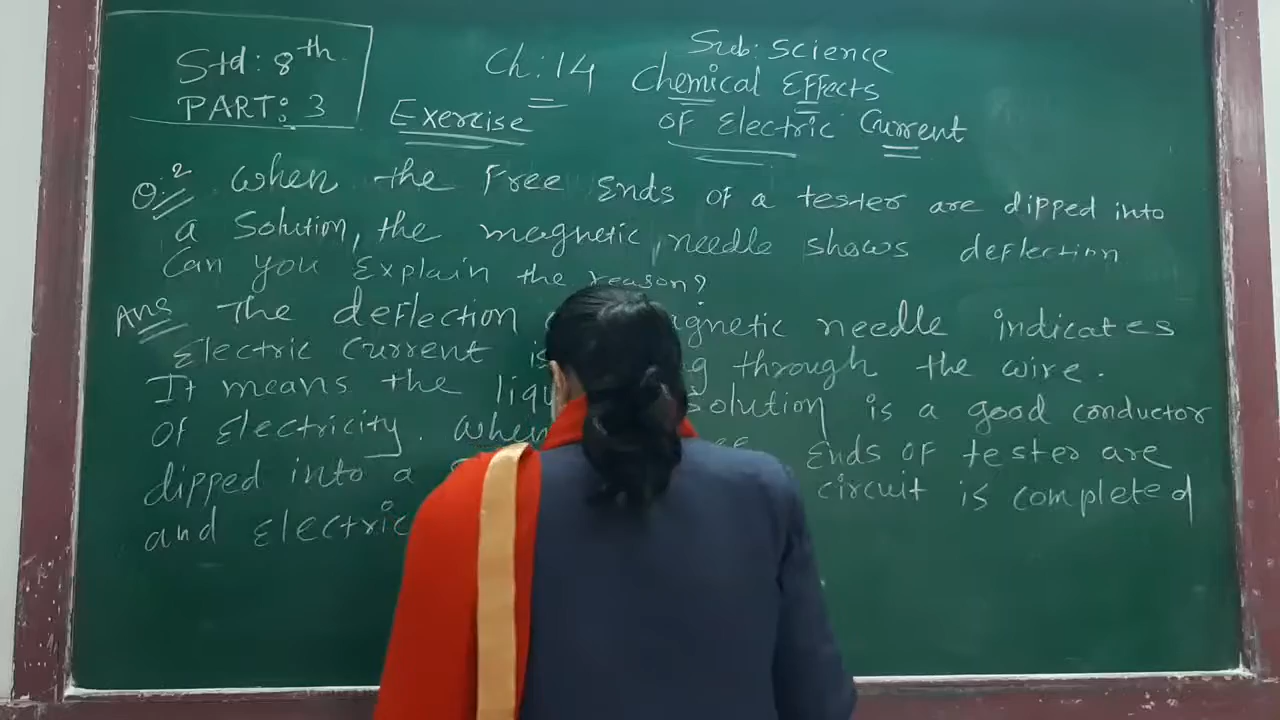 Std: 8th
PART: 3
Ch: 14
Exercise
Sub: Science
Chemical Effects
of Electric Current
Q:2 When the Free Ends of a tester are dipped into
a Solution, the magnetic needle shows deflection
Can you Explain the reason?
Ans The deflection magnetic needle indicates
Electric Current is through the wire.
It means the solution is a good conductor
of Electricity. when Ends of tester are
dipped into a circuit is completed
and electric